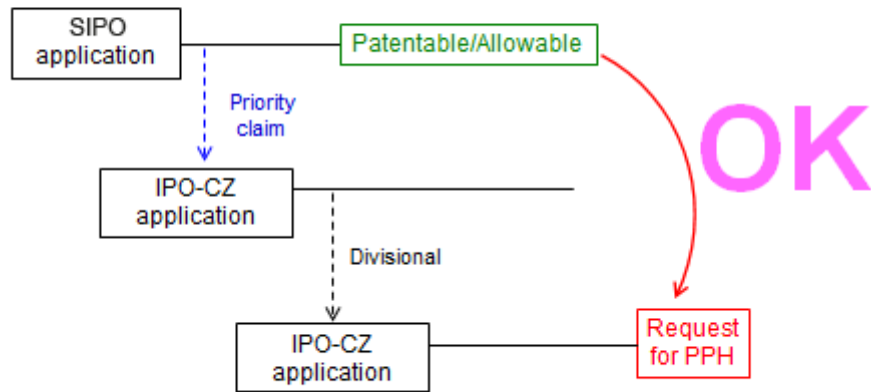 SIPO
application
Patentable/Allowable
Priority
claim
OK
IPO-CZ
application
Divisional
IPO-CZ
application
Request
for PPH